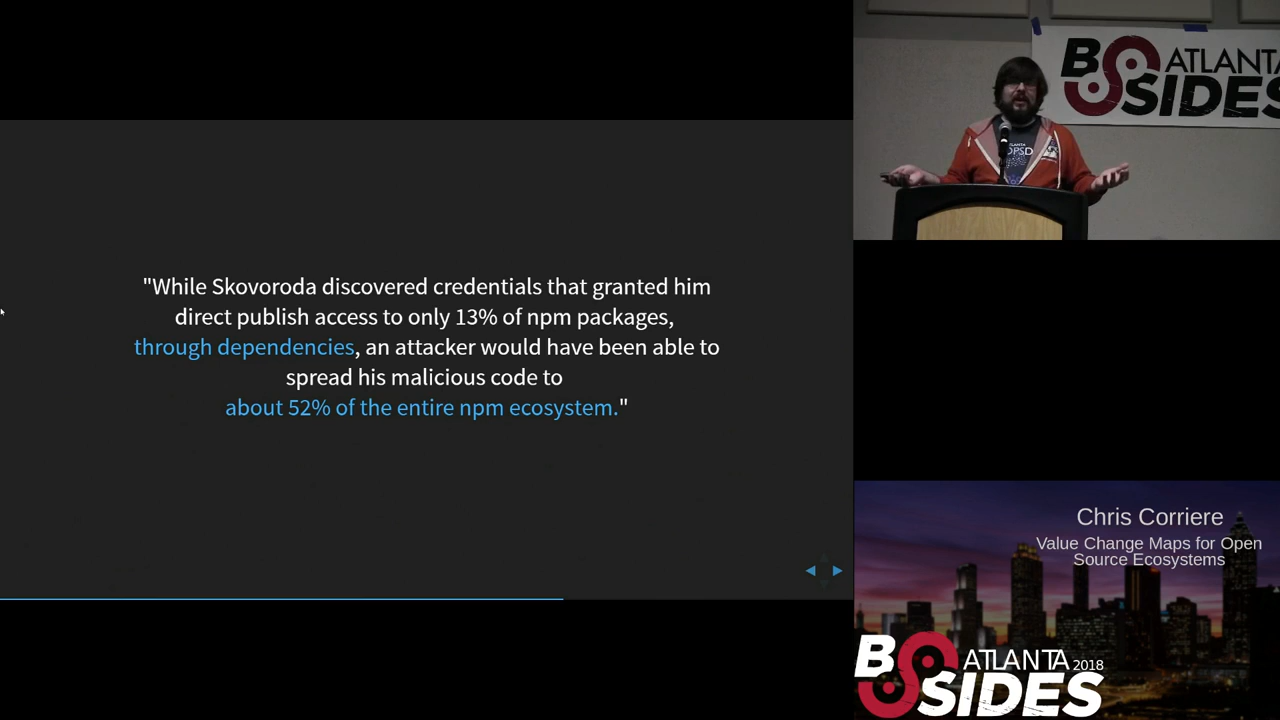 "While Skovoroda discovered credentials that granted him
direct publish access to only 13% of npm packages,
through dependencies, an attacker would have been able to
spread his malicious code to
about 52% of the entire npm ecosystem."
B ATLANTA
SIDES
ATLANTA
Chris Corriere
Value Change Maps for Open
Source Ecosystems
B ATLANTA 2018
SIDES